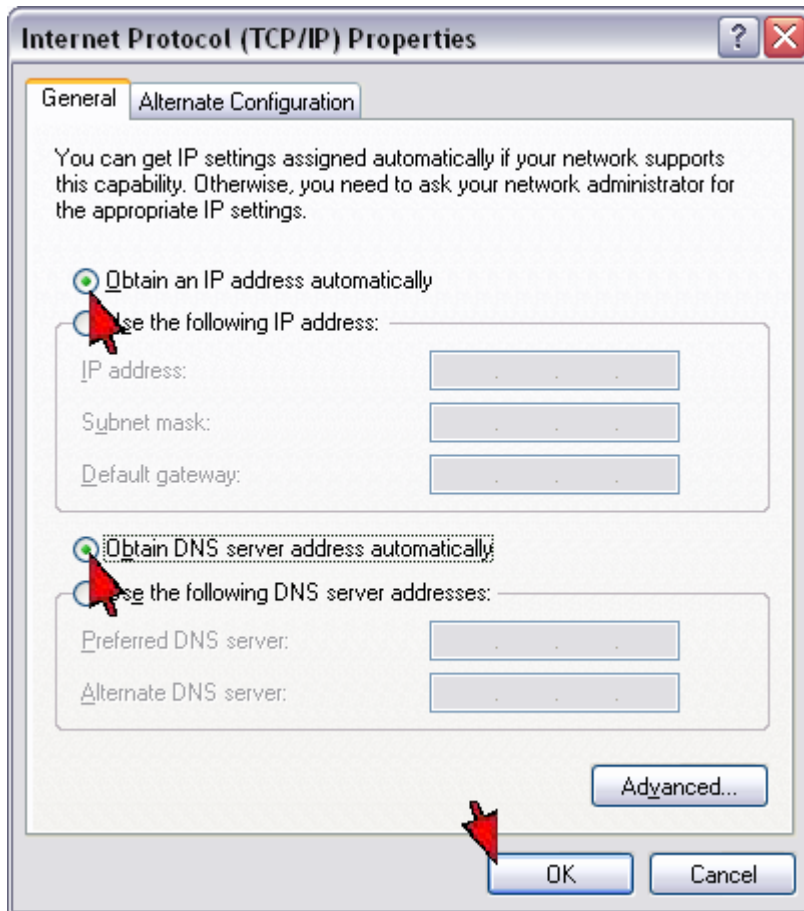 Internet Protocol (TCP/IP) Properties
General
Alternate Configuration
You can get IP settings assigned automatically if your network supports
this capability. Otherwise, you need to ask your network administrator for
the appropriate IP settings.
Obtain an IP address automatically
Use the following IP address:
IP address:
Subnet mask:
Default gateway:
Obtain DNS server address automatically
Use the following DNS server addresses:
Preferred DNS server:
Alternate DNS server:
Advanced...
OK
Cancel